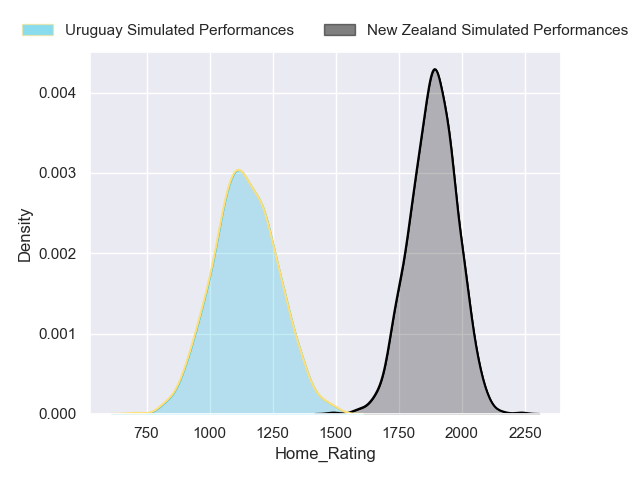 Uruguay Simulated Performances New Zealand Simulated Performances
0.004
0.003
0.002
0.001
0.000
Density
750 1000 1250 1500 1750 2000 2250
Home_Rating